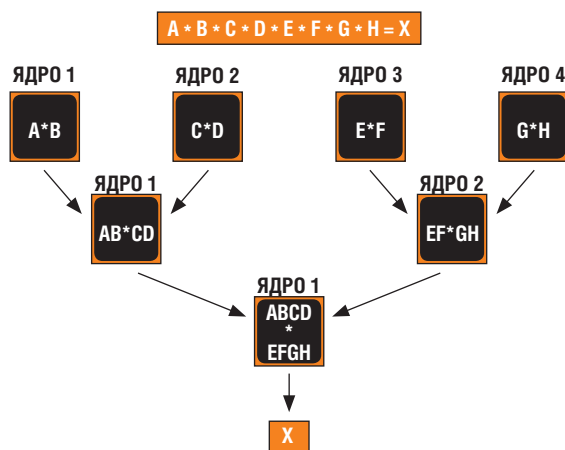 A*B*C*D*E*F*G*H=X
ЯДРО 1
ЯДРО 2
ЯДРО 3
ЯДРО 4
A*B
C*D
E*F
G*H
ЯДРО 1
ЯДРО 2
AB*CD
EF*GH
ЯДРО 1
ABCD
*
EFGH
X